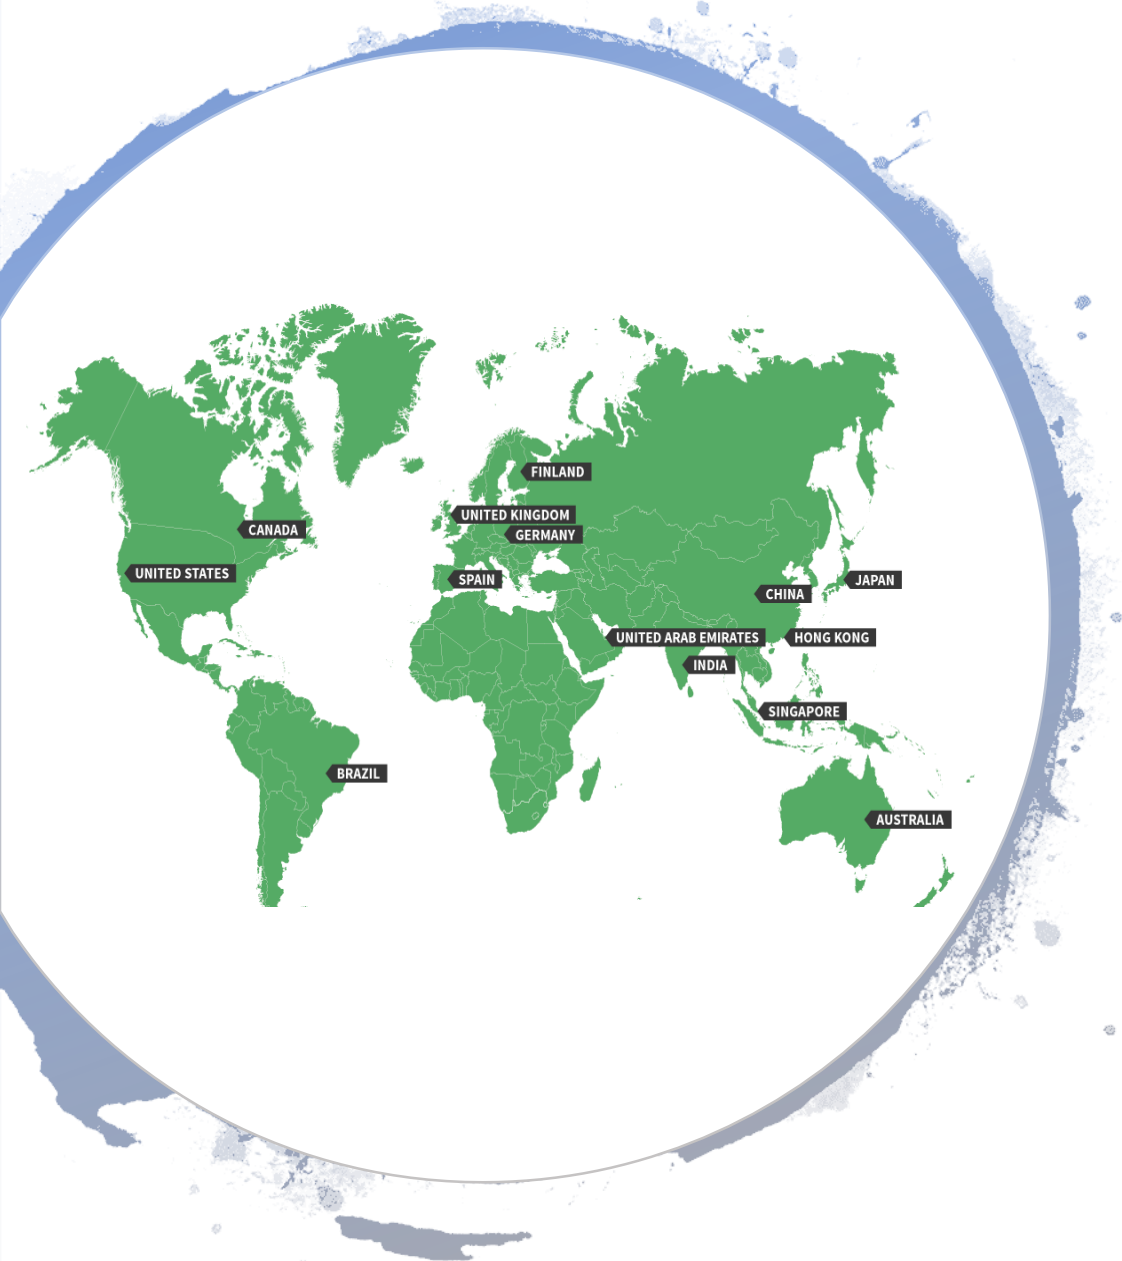 FINLAND
UNITED KINGDOM
CANADA
GERMANY
UNITED STATES
SPAIN
JAPAN
CHINA
UNITED ARAB EMIRATES
HONG KONG
INDIA
SINGAPORE
BRAZIL
AUSTRALIA